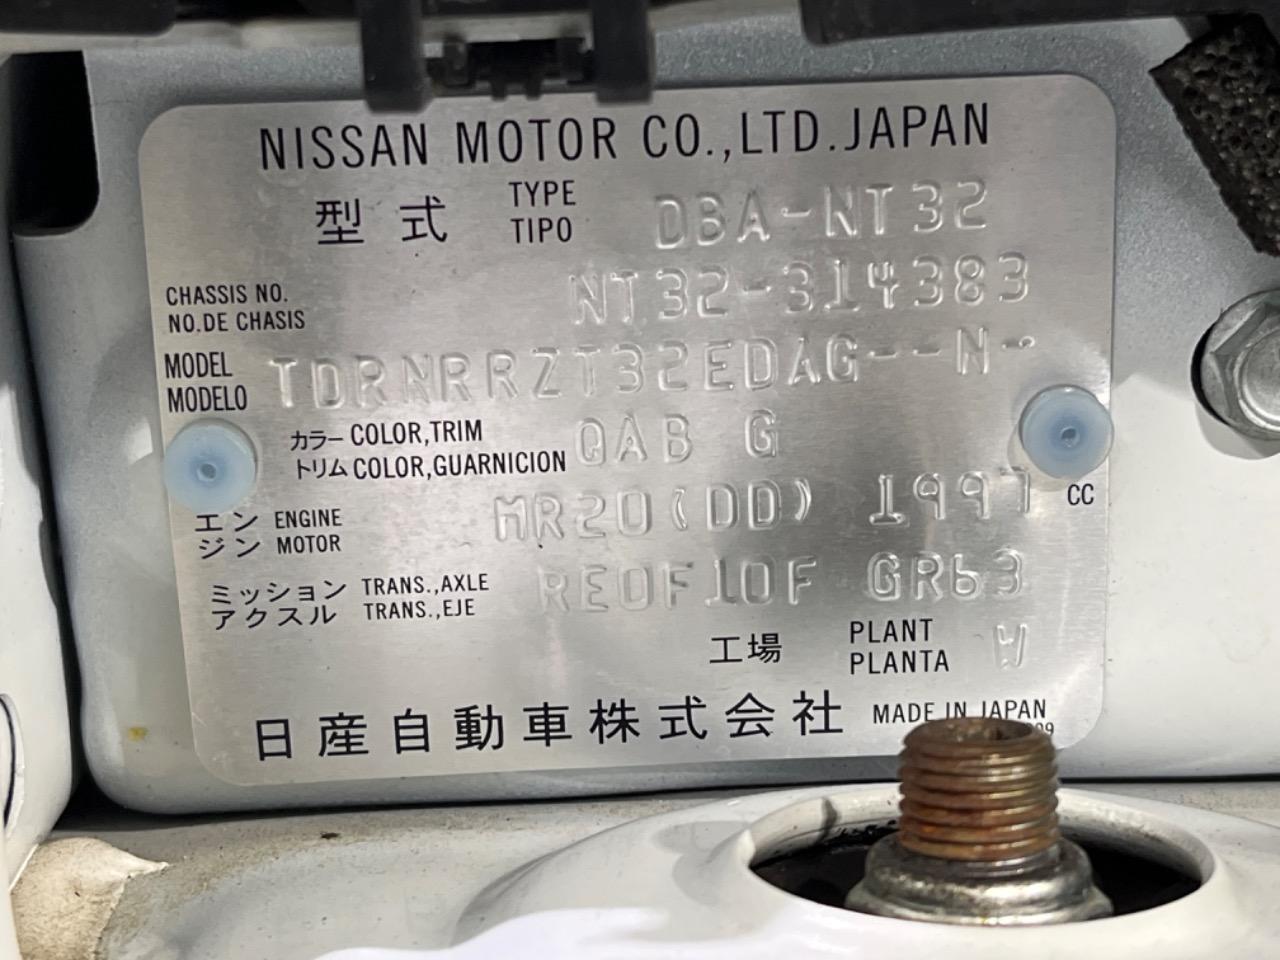 NISSAN MOTOR CO.,LTD.JAPAN
型式 TYPE TIPO DBA-NT32
CHASSIS NO. NO.DE CHASIS NT32-314383
MODEL MODELO TDRNRRZT32EDAG--N-
カラー COLOR,TRIM QAB G
トリム COLOR,GUARNICION
エン ENGINE MR20(DD) 1997 CC
ジン MOTOR
ミッション TRANS.,AXLE RE0F10F GR63
アクスル TRANS.,EJE
工場 PLANT PLANTA W
日産自動車株式会社 MADE IN JAPAN